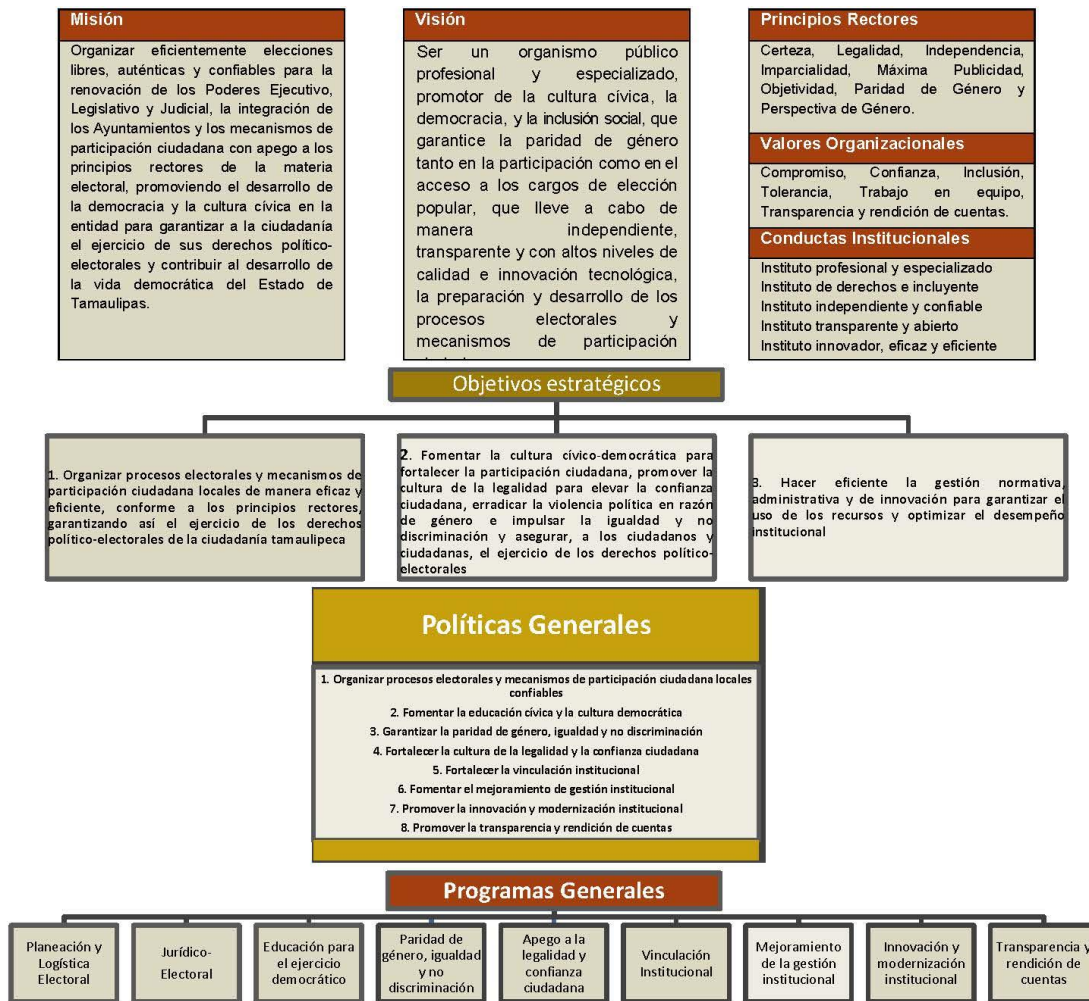 Misión
Organizar eficientemente elecciones
libres, auténticas y confiables para la
renovación de los Poderes Ejecutivo,
Legislativo y Judicial, la integración de
los Ayuntamientos y los mecanismos de
participación ciudadana con apego a los
principios rectores de la materia
electoral, promoviendo el desarrollo de
la democracia y la cultura cívica en la
entidad para garantizar a la ciudadanía
el ejercicio de sus derechos político-
electorales y contribuir al desarrollo de
la vida democrática del Estado de
Tamaulipas.
Visión
Ser un organismo público
profesional y especializado,
promotor de la cultura cívica, la
democracia, y la inclusión social, que
garantice la paridad de género
tanto en la participación como en el
acceso a los cargos de elección
popular, que lleve a cabo de
manera independiente,
transparente y con altos niveles de
calidad e innovación tecnológica,
la preparación y desarrollo de los
procesos electorales y
mecanismos de participación
Principios Rectores
Certeza, Legalidad, Independencia,
Imparcialidad, Máxima Publicidad,
Objetividad, Paridad de Género y
Perspectiva de Género.
Valores Organizacionales
Compromiso, Confianza, Inclusión,
Tolerancia, Trabajo en equipo,
Transparencia y rendición de cuentas.
Conductas Institucionales
Instituto profesional y especializado
Instituto de derechos e incluyente
Instituto independiente y confiable
Instituto transparente y abierto
Instituto innovador, eficaz y eficiente
Objetivos estratégicos
1. Organizar procesos electorales y mecanismos de
participación ciudadana locales de manera eficaz y
eficiente, conforme a los principios rectores,
garantizando así el ejercicio de los derechos
político-electorales de la ciudadanía tamaulipeca
2. Fomentar la cultura cívico-democrática para
fortalecer la participación ciudadana, promover la
cultura de la legalidad para elevar la confianza
ciudadana, erradicar la violencia política en razón
de género e impulsar la igualdad y no
discriminación y asegurar, a los ciudadanos y
ciudadanas, el ejercicio de los derechos político-
electorales
3. Hacer eficiente la gestión normativa,
administrativa y de innovación para garantizar el
uso de los recursos y optimizar el desempeño
institucional
Políticas Generales
1. Organizar procesos electorales y mecanismos de participación ciudadana locales
confiables
2. Fomentar la educación cívica y la cultura democrática
3. Garantizar la paridad de género, igualdad y no discriminación
4. Fortalecer la cultura de la legalidad y la confianza ciudadana
5. Fortalecer la vinculación institucional
6. Fomentar el mejoramiento de gestión institucional
7. Promover la innovación y modernización institucional
8. Promover la transparencia y rendición de cuentas
Programas Generales
Planeación y
Logística
Electoral
Jurídico-
Electoral
Educación para
el ejercicio
democrático
Paridad de
género, igualdad
y no
discriminación
Apego a la
legalidad y
confianza
ciudadana
Vinculación
Institucional
Mejoramiento
de la gestión
institucional
Innovación y
modernización
institucional
Transparencia y
rendición de
cuentas